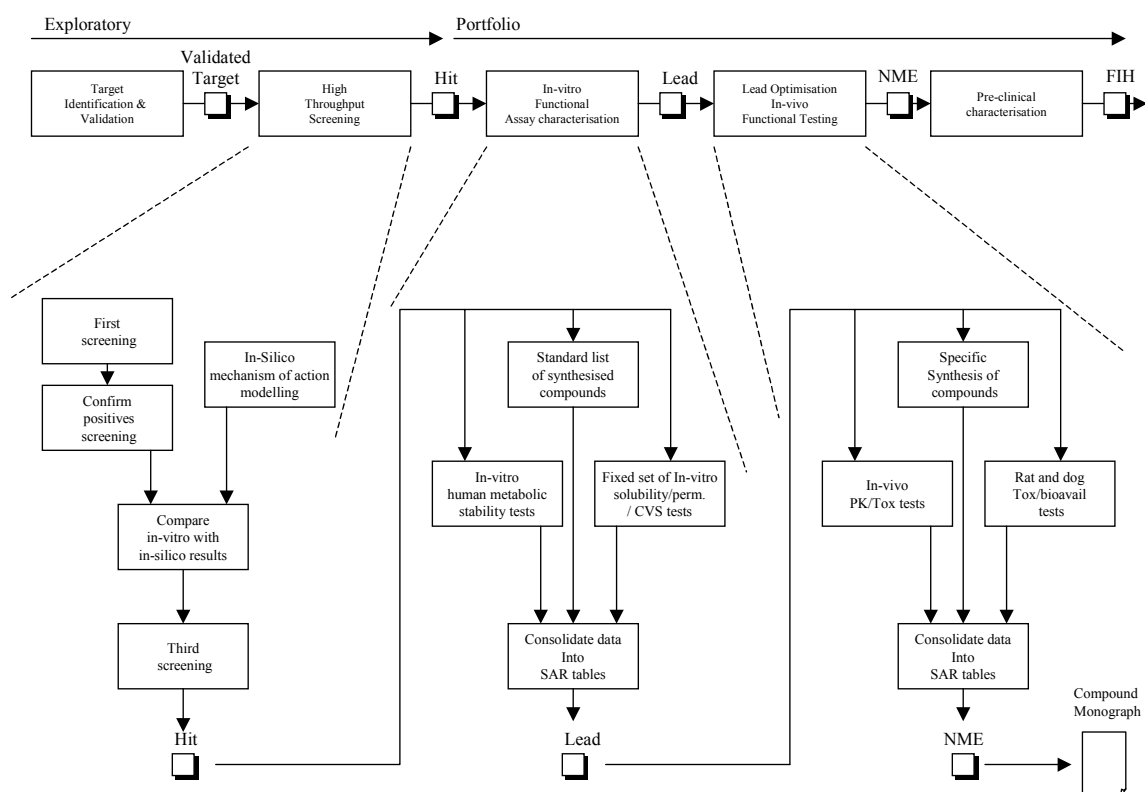 Exploratory
Portfolio
Validated
Target
Hit
Lead
NME
FIH
Target
Identification &
Validation
High
Throughput
Screening
In-vitro
Functional
Assay characterisation
Lead Optimisation
In-vivo
Functional Testing
Pre-clinical
characterisation
First
screening
In-Silico
mechanism of action
modelling
Confirm
positives
screening
Compare
in-vitro with
in-silico results
Third
screening
Hit
Standard list
of synthesised
compounds
In-vitro
human metabolic
stability tests
Fixed set of In-vitro
solubility/perm.
/ CVS tests
Consolidate data
Into
SAR tables
Lead
Specific
Synthesis of
compounds
In-vivo
PK/Tox tests
Rat and dog
Tox/bioavail
tests
Consolidate data
Into
SAR tables
NME
Compound
Monograph